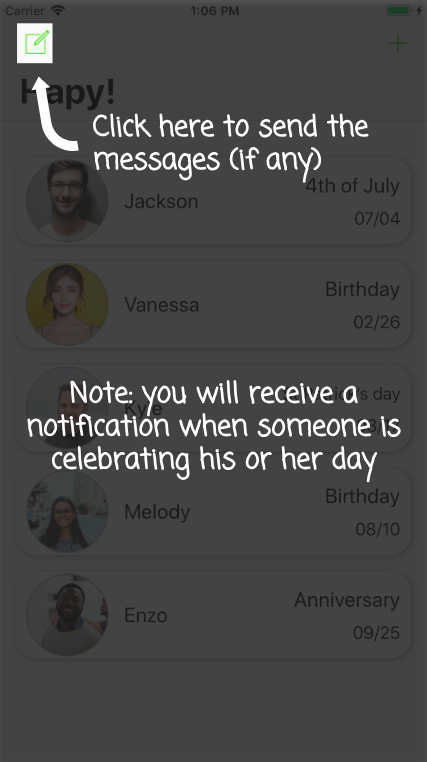 Carrier 1:06 PM
Hapy!
Click here to send the
messages (if any)
4th of July
Jackson
07/04
Birthday
Vanessa
02/26
Note: you will receive a
day
Kyle
notification when someone is
celebrating his or her day
Birthday
Melody
08/10
Anniversary
Enzo
09/25